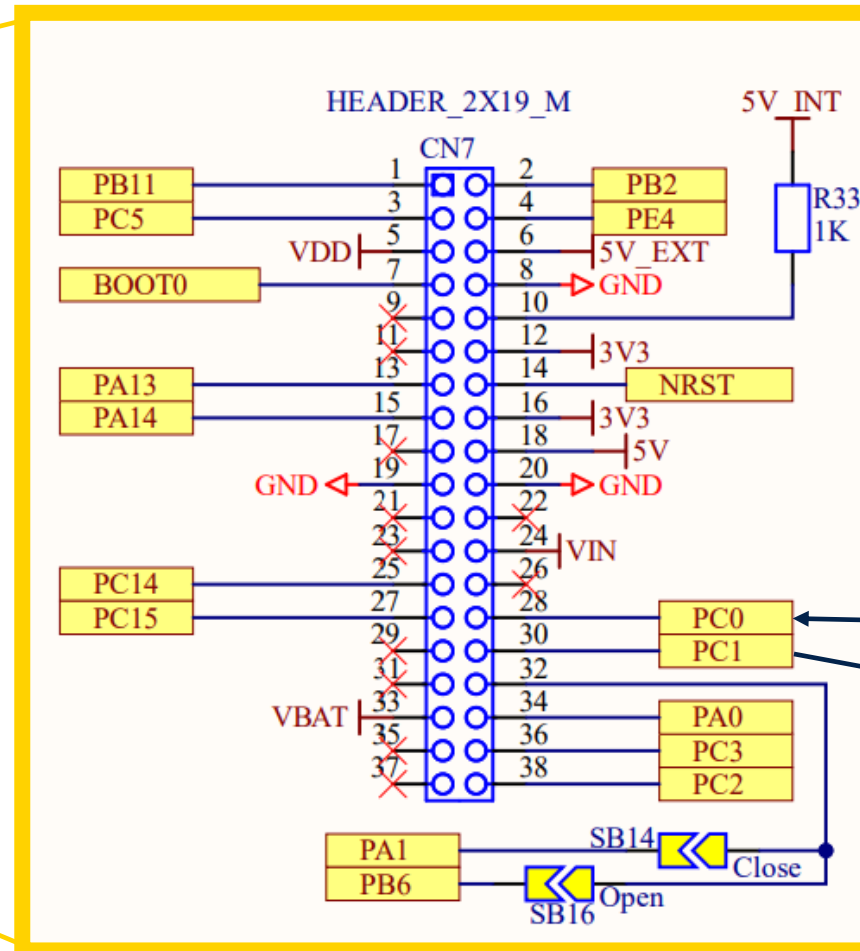 HEADER_2X19_M 5V_INT
CN7
PB11 1 2 PB2 R33
PC5 3 4 PE4 1K
VDD 5 6 5V_EXT
BOOT0 7 8 GND
9 10
11 12 3V3
PA13 13 14 NRST
PA14 15 16 3V3
17 18 5V
GND 19 20 GND
21 22
23 24 VIN
PC14 25 26
PC15 27 28 PC0
29 30 PC1
31 32
VBAT 33 34 PA0
35 36 PC3
37 38 PC2
PA1 SB14 Close
PB6 SB16 Open